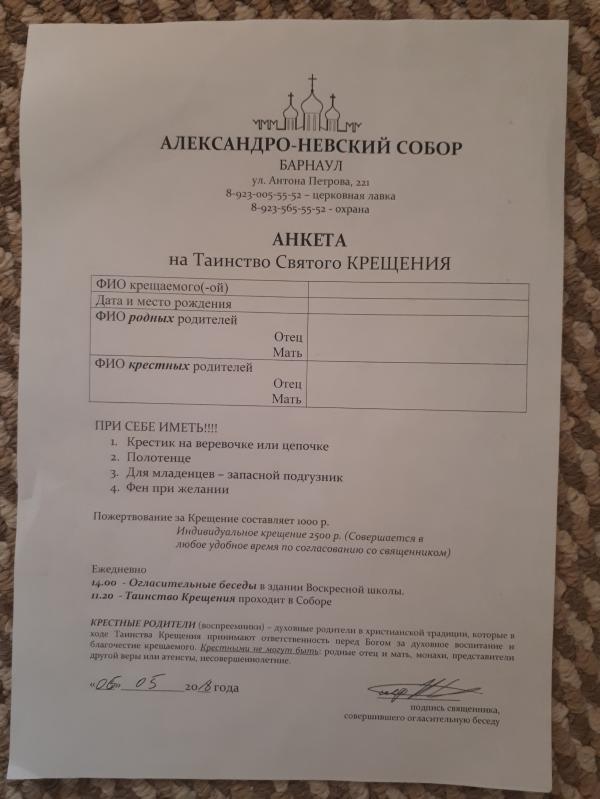 АЛЕКСАНДРО-НЕВСКИЙ СОБОР
БАРНАУЛ
ул. Антона Петрова, 221
8-923-005-55-52 – церковная лавка
8-923-565-55-52 - охрана
АНКЕТА
на Таинство Святого КРЕЩЕНИЯ
ФИО крещаемого(-ой)
Дата и место рождения
ФИО родных родителей
Отец
Мать
ФИО крестных родителей
Отец
Мать
ПРИ СЕБЕ ИМЕТЬ!!!!
1. Крестик на веревочке или цепочке
2. Полотенце
3. Для младенцев – запасной подгузник
4. Фен при желании
Пожертвование за Крещение составляет 1000 р.
Индивидуальное крещение 2500 р. (Совершается в
любое удобное время по согласованию со священником)
Ежедневно
14.00 - Огласительные беседы в здании Воскресной школы.
11.20 - Таинство Крещения проходит в Соборе
КРЕСТНЫЕ РОДИТЕЛИ (восприемники) – духовные родители в христианской традиции, которые в
ходе Таинства Крещения принимают ответственность перед Богом за духовное воспитание и
благочестие крещаемого. Крестными не могут быть: родные отец и мать, монахи, представители
другой веры или атеисты, несовершеннолетние.
«05» 05 2018 года
подпись священника,
совершившего огласительную беседу